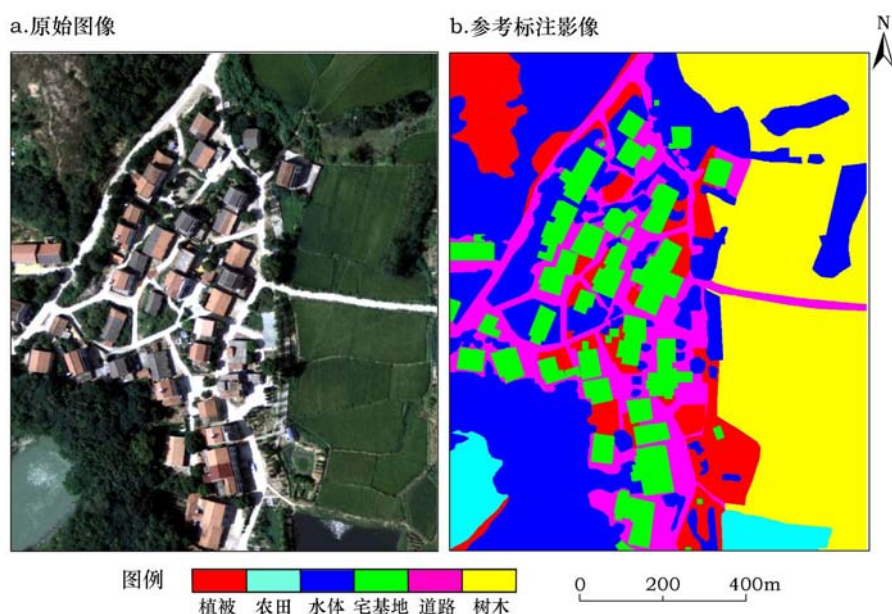 a.原始图像
b.参考标注影像
N
图例
植被 农田 水体 宅基地 道路 树木
0 200 400m